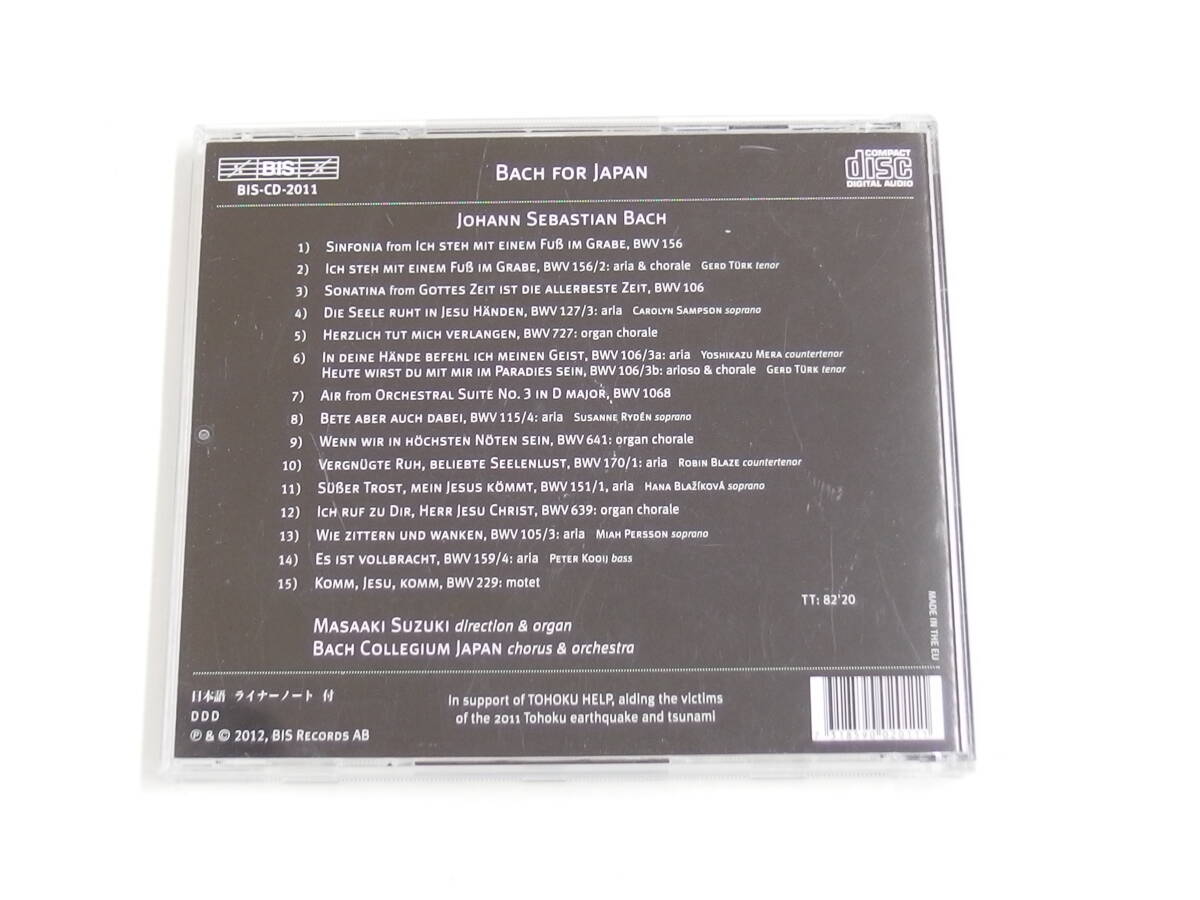 BIS
BIS-CD-2011
BACH FOR JAPAN
COMPACT
disc
DIGITAL AUDIO
JOHANN SEBASTIAN BACH
1) SINFONIA from ICH STEH MIT EINEM FUß IM GRABE, BWV 156
2) ICH STEH MIT EINEM FUß IM GRABE, BWV 156/2: aria & chorale GERD TÜRK tenor
3) SONATINA from GOTTES ZEIT IST DIE ALLERBESTE ZEIT, BWV 106
4) DIE SEELE RUHT IN JESU HÄNDEN, BWV 127/3: aria CAROLYN SAMPSON soprano
5) HERZLICH TUT MICH VERLANGEN, BWV 727: organ chorale
6) IN DEINE HÄNDE BEFEHL ICH MEINEN GEIST, BWV 106/3a: aria YOSHIKAZU MERA countertenor
HEUTE WIRST DU MIT MIR IM PARADIES SEIN, BWV 106/3b: arioso & chorale GERD TÜRK tenor
7) AIR from ORCHESTRAL SUITE NO. 3 IN D MAJOR, BWV 1068
8) BETE ABER AUCH DABEI, BWV 115/4: aria SUSANNE RYDÉN soprano
9) WENN WIR IN HÖCHSTEN NÖTEN SEIN, BWV 641: organ chorale
10) VERGNÜGTE RUH, BELIEBTE SEELENLUST, BWV 170/1: aria ROBIN BLAZE countertenor
11) SÜßER TROST, MEIN JESUS KÖMMT, BWV 151/1, aria HANA BLAŽÍKOVÁ soprano
12) ICH RUF ZU DIR, HERR JESU CHRIST, BWV 639: organ chorale
13) WIE ZITTERN UND WANKEN, BWV 105/3: aria MIAH PERSSON soprano
14) ES IST VOLLBRACHT, BWV 159/4: aria PETER KOOIJ bass
15) KOMM, JESU, KOMM, BWV 229: motet
TT: 82'20
MASAAKI SUZUKI direction & organ
BACH COLLEGIUM JAPAN chorus & orchestra
MADE IN THE EU
日本語 ライナーノート 付
DDD
℗ & © 2012, BIS RECORDS AB
In support of TOHOKU HELP, aiding the victims
of the 2011 Tohoku earthquake and tsunami